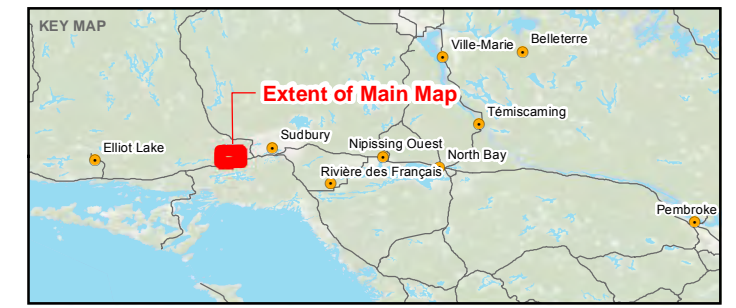 KEY MAP
Belleterre
Ville-Marie
Extent of Main Map
Témiscaming
Sudbury
Nipissing Ouest
Elliot Lake
North Bay
Rivière des Français
Pembroke